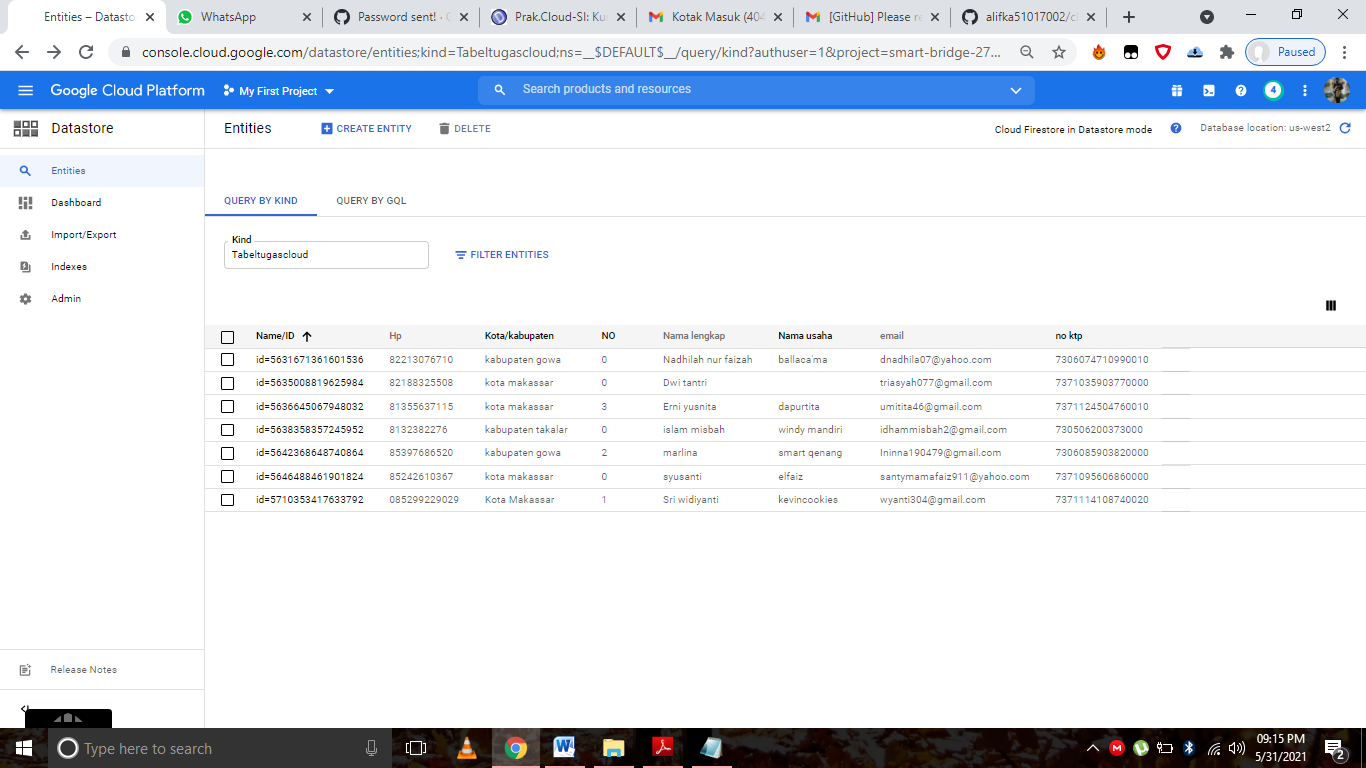 Entities – Datasto
WhatsApp
Password sent! · G
Prak.Cloud-SI: Ku
Kotak Masuk (404
[GitHub] Please re
alifka51017002/cl
console.cloud.google.com/datastore/entities;kind=Tabeltugascloud;ns=__$DEFAULT$__/query/kind?authuser=1&project=smart-bridge-27...
Paused
Google Cloud Platform
My First Project
Search products and resources
4
Datastore
Entities
CREATE ENTITY
DELETE
Cloud Firestore in Datastore mode
Database location: us-west2
Entities
Dashboard
Import/Export
Indexes
Admin
Release Notes
QUERY BY KIND
QUERY BY GQL
Kind
Tabeltugascloud
FILTER ENTITIES
Name/ID Hp Kota/kabupaten NO Nama lengkap Nama usaha email no ktp
id=5631671361601536 82213076710 kabupaten gowa 0 Nadhilah nur faizah ballaca'ma dnadhila07@yahoo.com 7306074710990010
id=5635008819625984 82188325508 kota makassar 0 Dwi tantri triasyah077@gmail.com 7371035903770000
id=5636645067948032 81355637115 kota makassar 3 Erni yusnita dapurtita umitita46@gmail.com 7371124504760010
id=5638358357245952 8132382276 kabupaten takalar 0 islam misbah windy mandiri idhammisbah2@gmail.com 730506200373000
id=5642368648740864 85397686520 kabupaten gowa 2 marlina smart qenang Ininna190479@gmail.com 7306085903820000
id=5646488461901824 85242610367 kota makassar 0 syusanti elfaiz santymamafaiz911@yahoo.com 7371095606860000
id=5710353417633792 085299229029 Kota Makassar 1 Sri widiyanti kevincookies wyanti304@gmail.com 7371114108740020
Type here to search
09:15 PM
5/31/2021
2